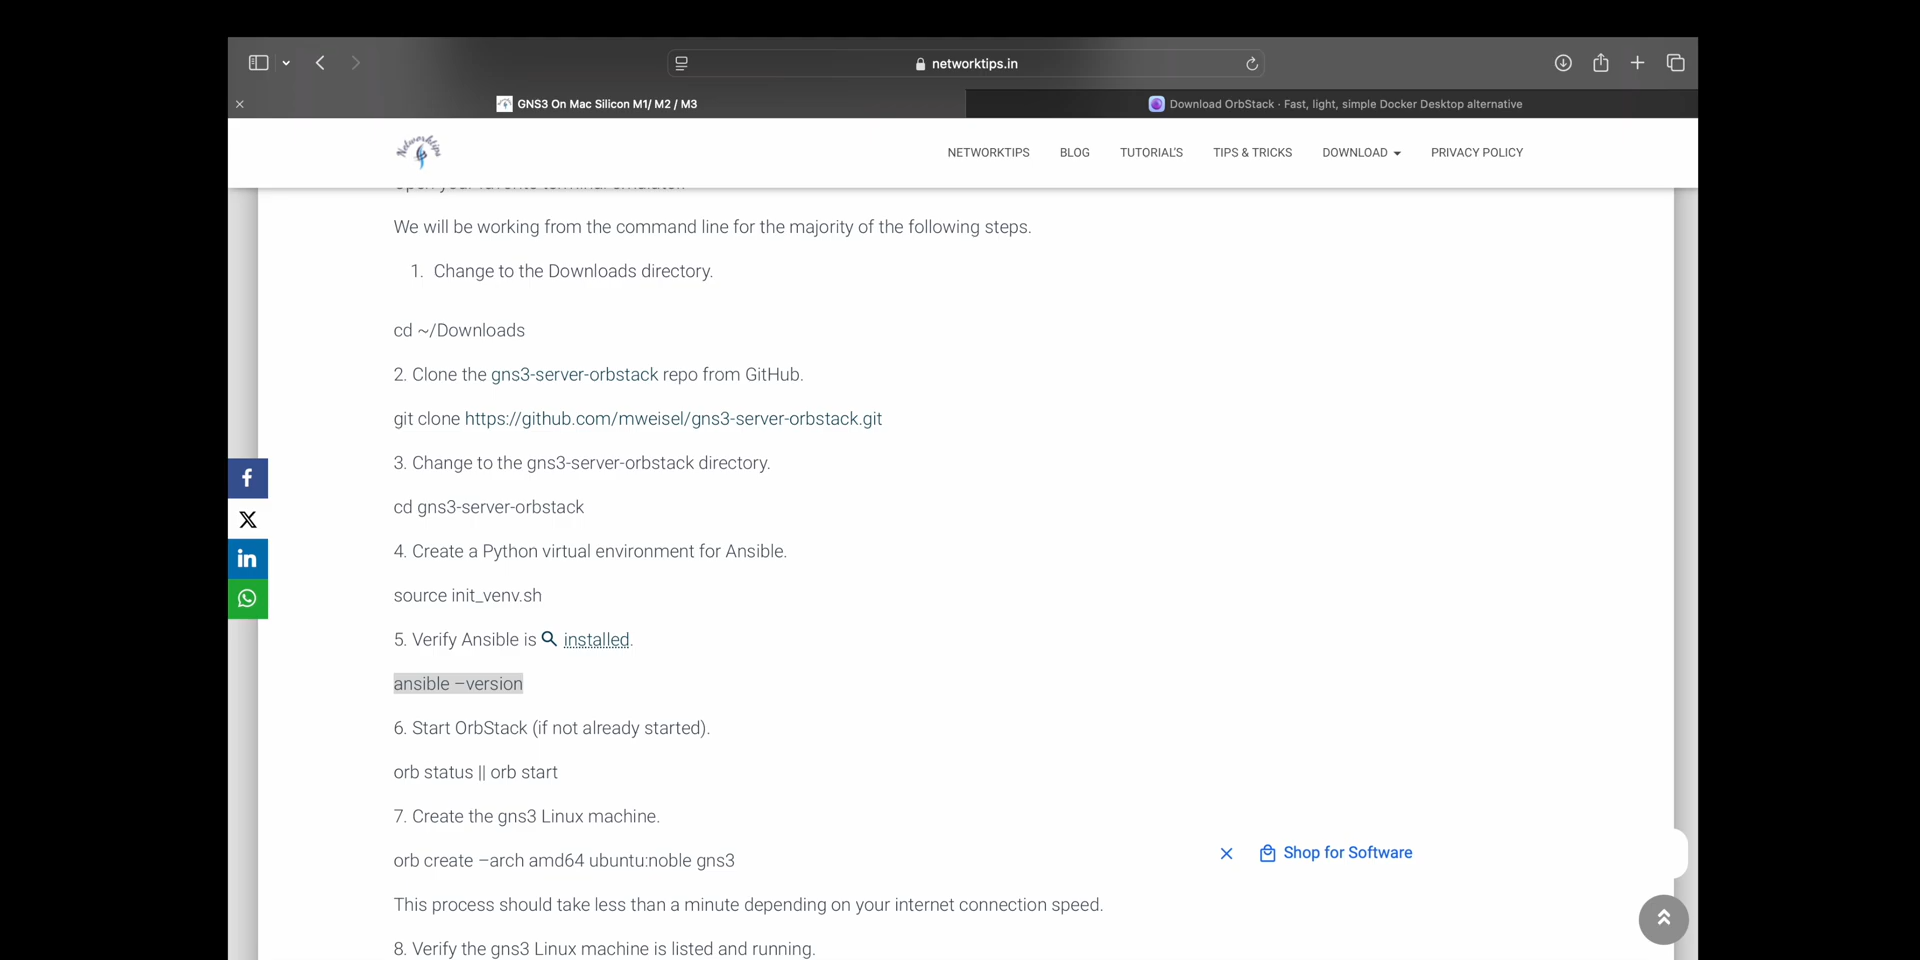 networktips.in
GNS3 On Mac Silicon M1/ M2 / M3
Download OrbStack · Fast, light, simple Docker Desktop alternative
Networktips
NETWORKTIPS
BLOG
TUTORIAL'S
TIPS & TRICKS
DOWNLOAD
PRIVACY POLICY
Open your favorite terminal emulator.
We will be working from the command line for the majority of the following steps.
1. Change to the Downloads directory.
cd ~/Downloads
2. Clone the gns3-server-orbstack repo from GitHub.
git clone https://github.com/mweisel/gns3-server-orbstack.git
3. Change to the gns3-server-orbstack directory.
cd gns3-server-orbstack
4. Create a Python virtual environment for Ansible.
source init_venv.sh
5. Verify Ansible is installed.
ansible –version
6. Start OrbStack (if not already started).
orb status || orb start
7. Create the gns3 Linux machine.
orb create –arch amd64 ubuntu:noble gns3
Shop for Software
This process should take less than a minute depending on your internet connection speed.
8. Verify the gns3 Linux machine is listed and running.